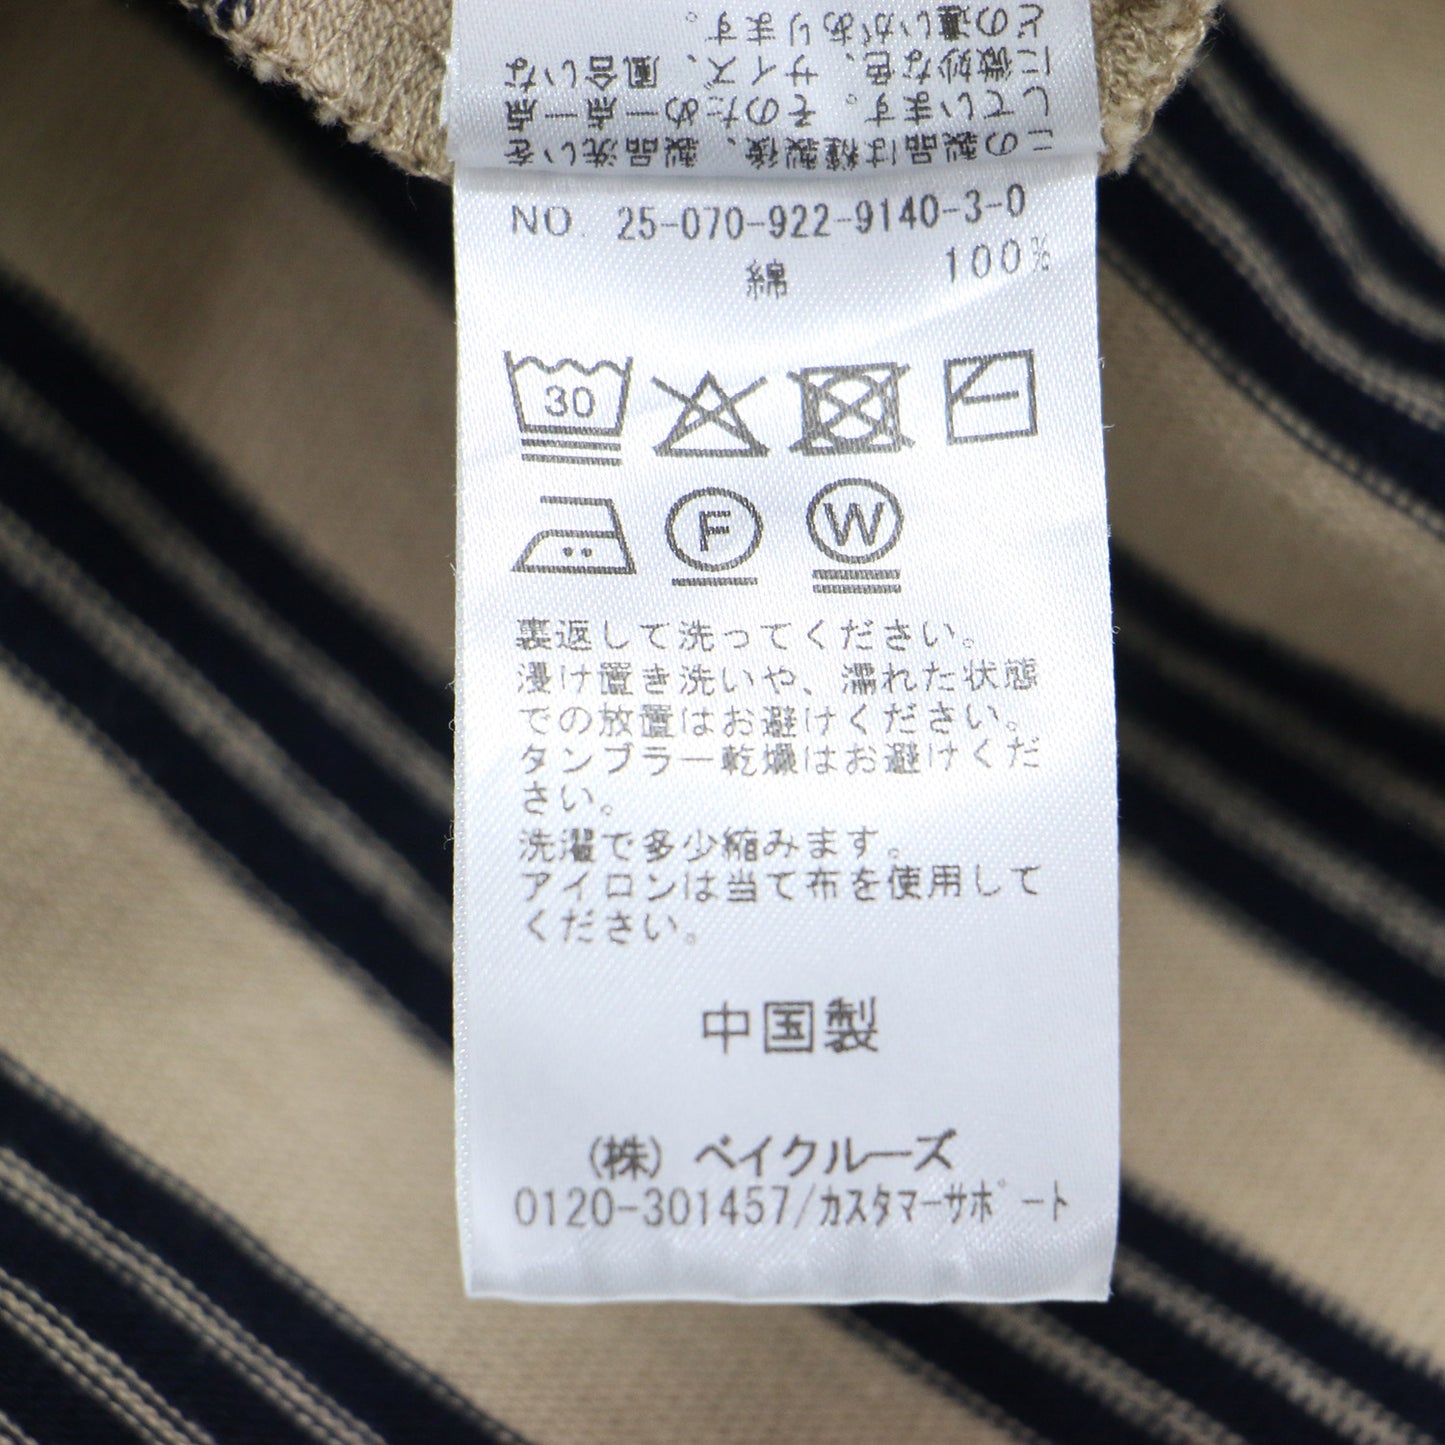 この製品は縫製後、製品洗いを
しています。そのため一点一点
に微妙な色、サイズ、風合いな
どの違いがあります。
NO. 25-070-922-9140-3-0
綿 100%
30
F W
裏返して洗ってください。
浸け置き洗いや、濡れた状態
での放置はお避けください。
タンブラー乾燥はお避けくだ
さい。
洗濯で多少縮みます。
アイロンは当て布を使用して
ください。
中国製
(株) ベイクルーズ
0120-301457/カスタマーサポート